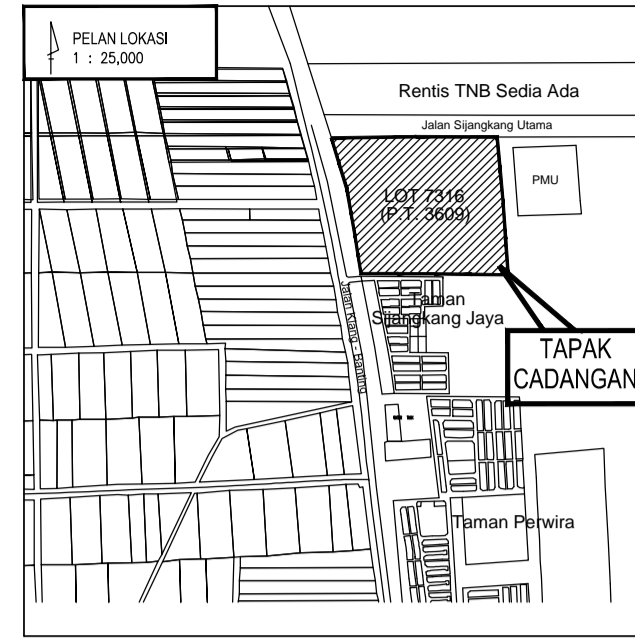 PELAN LOKASI
1 : 25,000
Rentis TNB Sedia Ada
Jalan Sijangkang Utama
PMU
LOT 7316
(P.T. 3609)
Taman
Sijangkang Jaya
Jalan Klang - Banting
TAPAK
CADANGAN
Taman Perwira